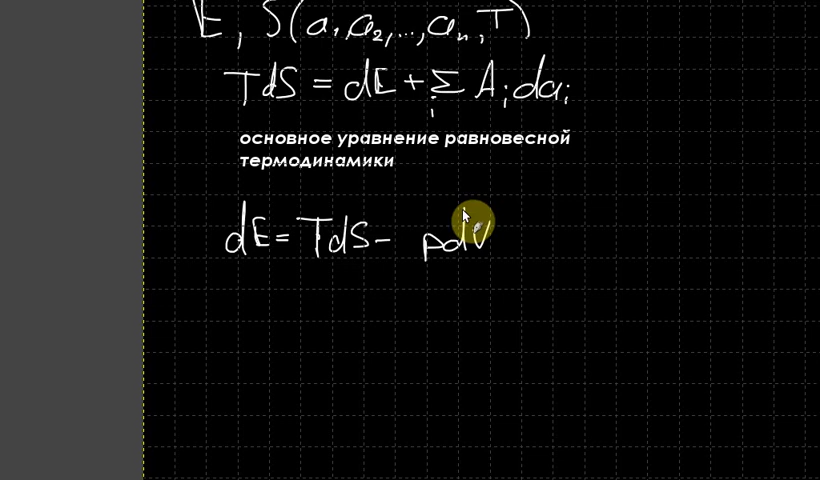 E, S(a₁, a₂, ..., aₙ, T)
TdS = dE + Σ Aᵢdaᵢ
i
основное уравнение равновесной
термодинамики
dE = TdS - pdV